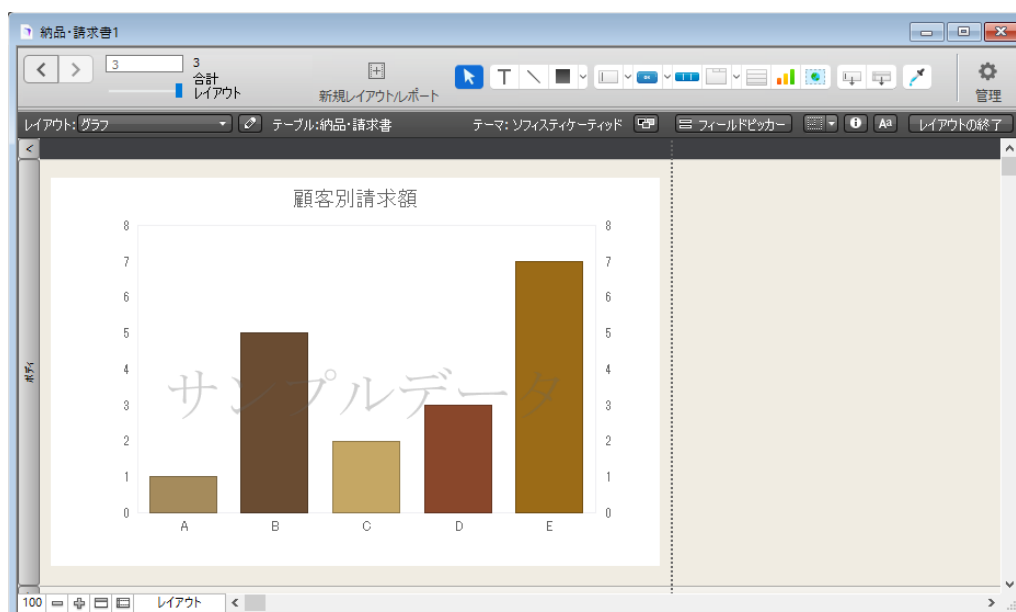 納品・請求書1
3
3
合計
レイアウト
新規レイアウト/レポート
T
管理
レイアウト: グラフ
テーブル:納品・請求書
テーマ: ソフィスティケーティッド
フィールドピッカー
Aa
レイアウトの終了
ボディ
顧客別請求額
8
7
6
5
4
3
2
1
0
8
7
6
5
4
3
2
1
0
サンプルデータ
A
B
C
D
E
100
レイアウト